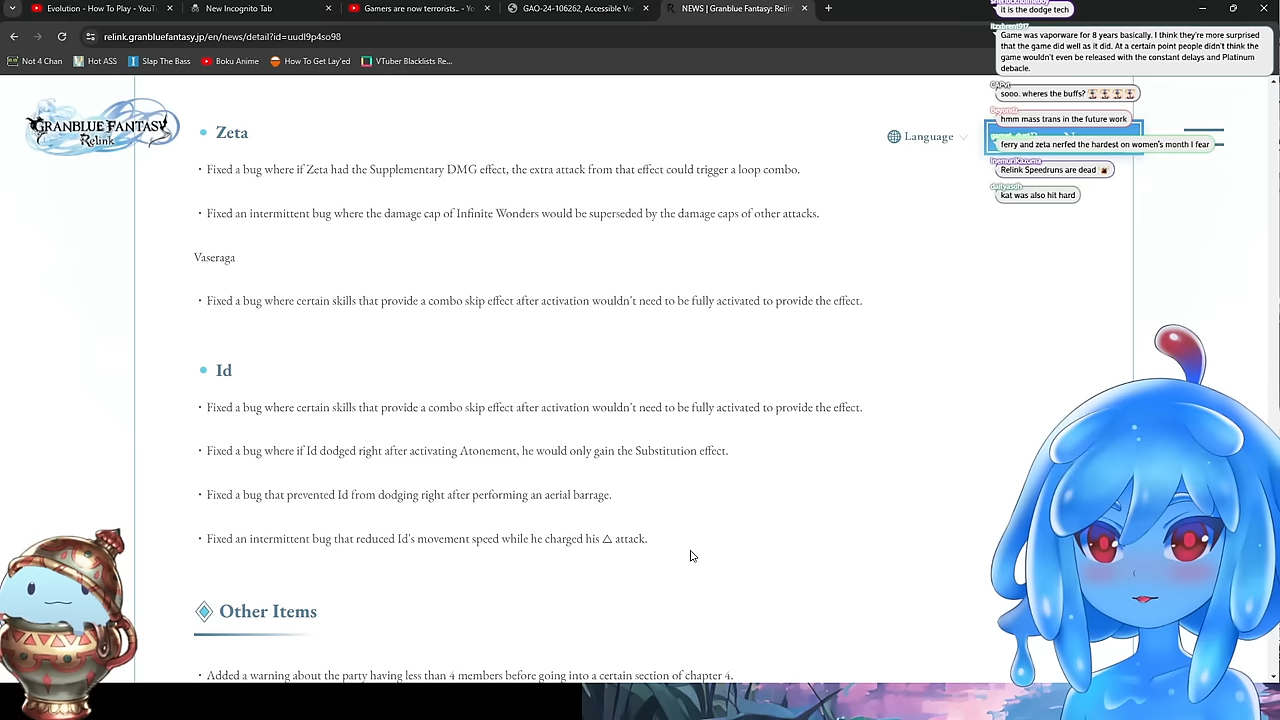 Evolution - How To Play - YouT
New Incognito Tab
Gamers are now terrorists.. - Yo
GAO-24-106262, Accessible Ve
NEWS | Granblue Fantasy: Relin
relink.granbluefantasy.jp/en/news/detail?id=update98
Not 4 Chan
Hot ASS
Slap The Bass
Boku Anime
How To Get Lay'ed
VTuber Blacklists Re...
GRANBLUE FANTASY
Relink
Language
Zeta
・Fixed a bug where if Zeta had the Supplementary DMG effect, the extra attack from that effect could trigger a loop combo.
・Fixed an intermittent bug where the damage cap of Infinite Wonders would be superseded by the damage caps of other attacks.
Vaseraga
・Fixed a bug where certain skills that provide a combo skip effect after activation wouldn't need to be fully activated to provide the effect.
Id
・Fixed a bug where certain skills that provide a combo skip effect after activation wouldn't need to be fully activated to provide the effect.
・Fixed a bug where if Id dodged right after activating Atonement, he would only gain the Substitution effect.
・Fixed a bug that prevented Id from dodging right after performing an aerial barrage.
・Fixed an intermittent bug that reduced Id's movement speed while he charged his △ attack.
Other Items
・Added a warning about the party having less than 4 members before going into a certain section of chapter 4.
it is the dodge tech
Game was vaporware for 8 years basically. I think they're more surprised
that the game did well as it did. At a certain point people didn't think the
game wouldn't even be released with the constant delays and Platinum
debacle.
CAPvt
sooo. wheres the buffs?
Beyondz
hmm mass trans in the future work
ferry and zeta nerfed the hardest on women's month I fear
InemuriKazuma
Relink Speedruns are dead
kat was also hit hard